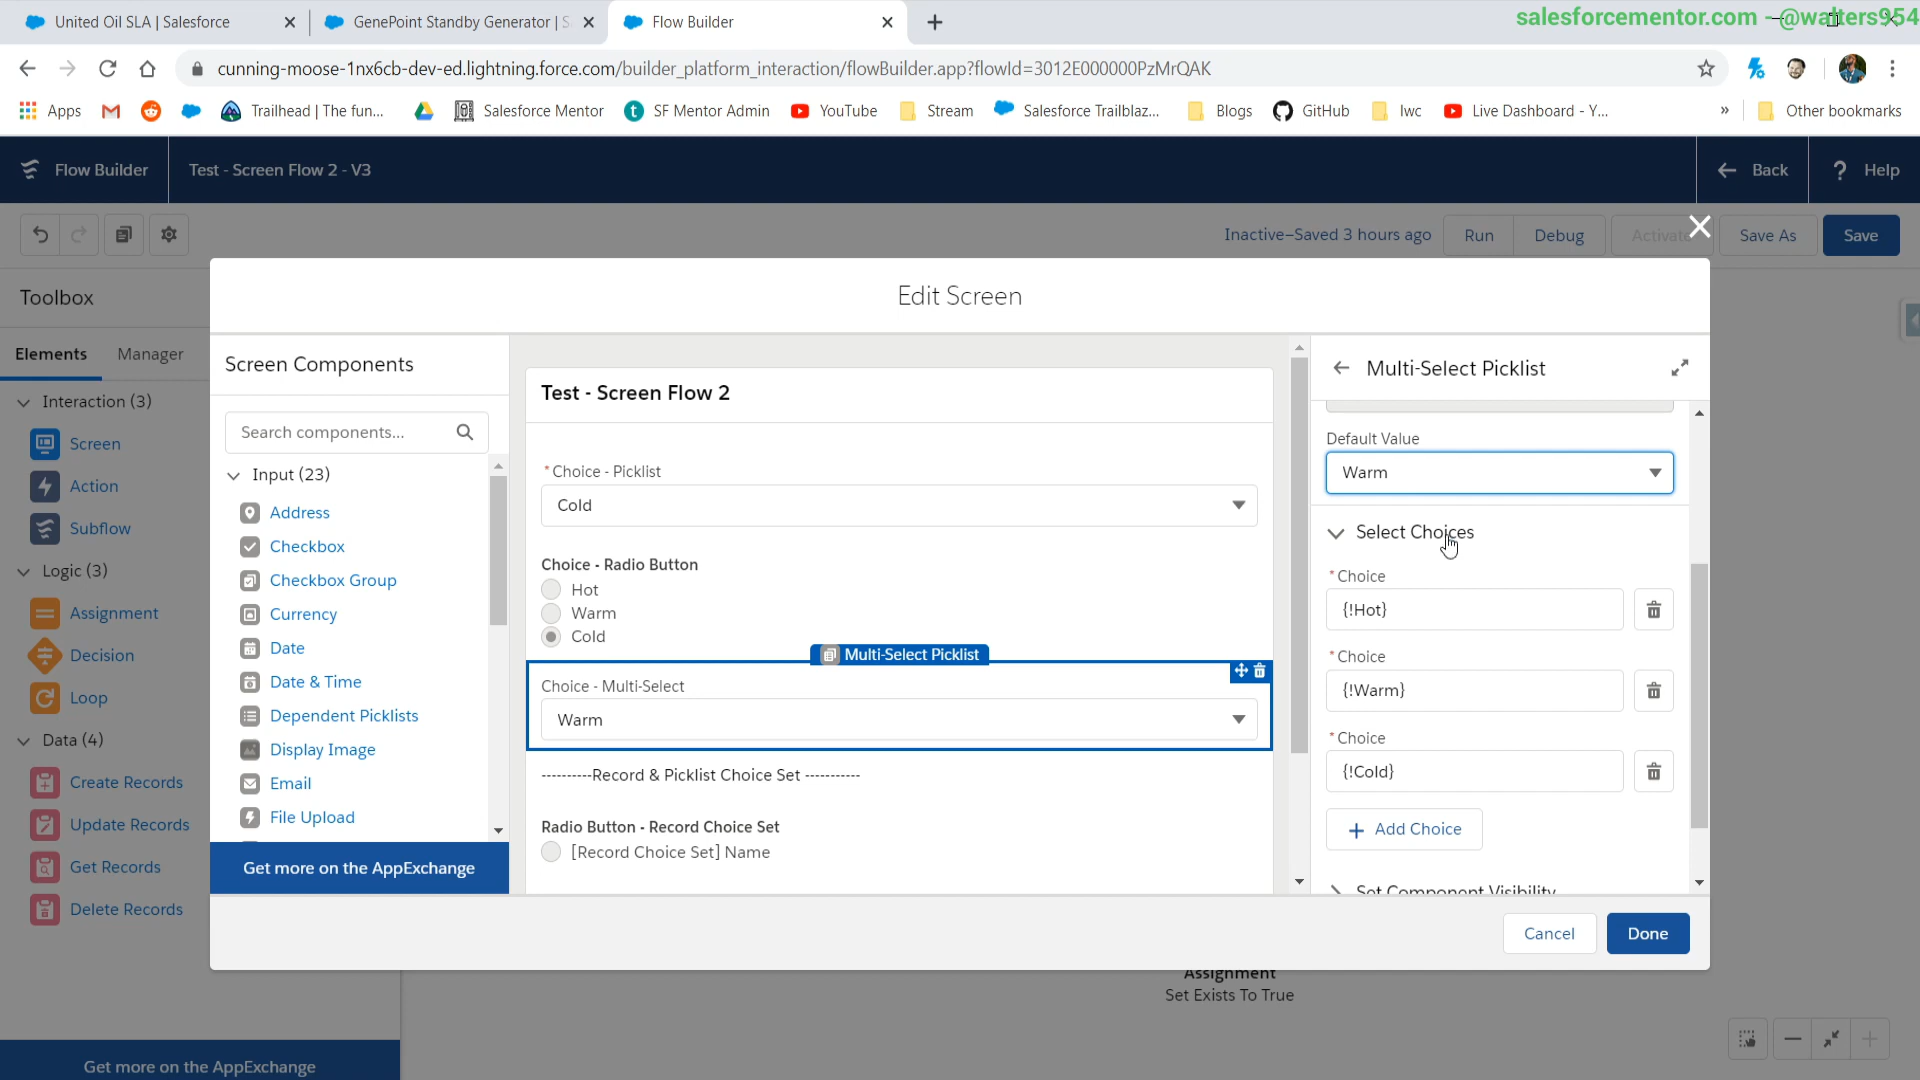 United Oil SLA | Salesforce
GenePoint Standby Generator | S
Flow Builder
salesforcementor.com - @walters954
cunning-moose-1nx6cb-dev-ed.lightning.force.com/builder_platform_interaction/flowBuilder.app?flowId=3012E000000PzMrQAK
Apps
Trailhead | The fun...
Salesforce Mentor
SF Mentor Admin
YouTube
Stream
Salesforce Trailblaz...
Blogs
GitHub
lwc
Live Dashboard - Y...
»
Other bookmarks
Flow Builder
Test - Screen Flow 2 - V3
Back
? Help
Inactive–Saved 3 hours ago
Run
Debug
Activate
Save As
Save
Toolbox
Elements
Manager
Interaction (3)
Screen
Action
Subflow
Logic (3)
Assignment
Decision
Loop
Data (4)
Create Records
Update Records
Get Records
Delete Records
Get more on the AppExchange
Edit Screen
Screen Components
Search components...
Input (23)
Address
Checkbox
Checkbox Group
Currency
Date
Date & Time
Dependent Picklists
Display Image
Email
File Upload
Get more on the AppExchange
Test - Screen Flow 2
* Choice - Picklist
Cold
Choice - Radio Button
Hot
Warm
Cold
Multi-Select Picklist
Choice - Multi-Select
Warm
----------Record & Picklist Choice Set -----------
Radio Button - Record Choice Set
[Record Choice Set] Name
Multi-Select Picklist
Default Value
Warm
Select Choices
* Choice
{!Hot}
* Choice
{!Warm}
* Choice
{!Cold}
+ Add Choice
Set Component Visibility
Cancel
Done
Assignment
Set Exists To True